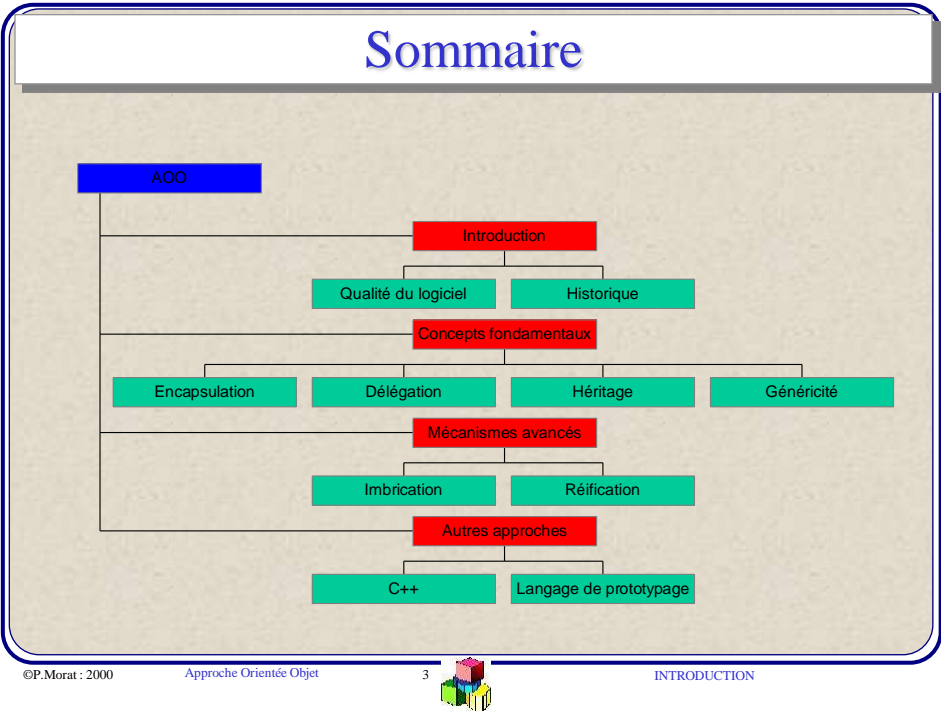 Sommaire
AOO
Introduction
Qualité du logiciel
Historique
Concepts fondamentaux
Encapsulation
Délégation
Héritage
Généricité
Mécanismes avancés
Imbrication
Réification
Autres approches
C++
Langage de prototypage
©P.Morat : 2000
Approche Orientée Objet
3
INTRODUCTION